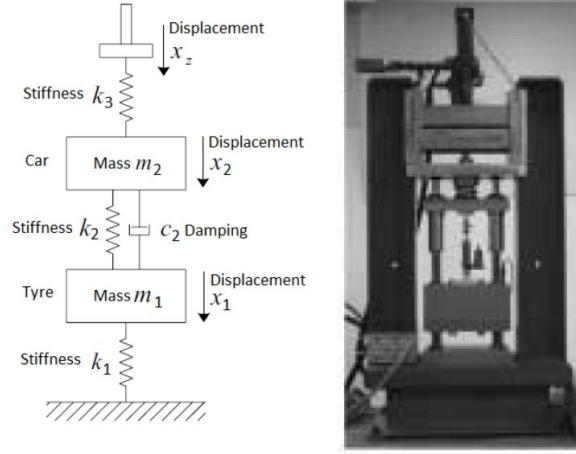 Displacement
x_z
Stiffness k_3
Displacement
Car
Mass m_2
x_2
Stiffness k_2
c_2 Damping
Displacement
Tyre
Mass m_1
x_1
Stiffness k_1